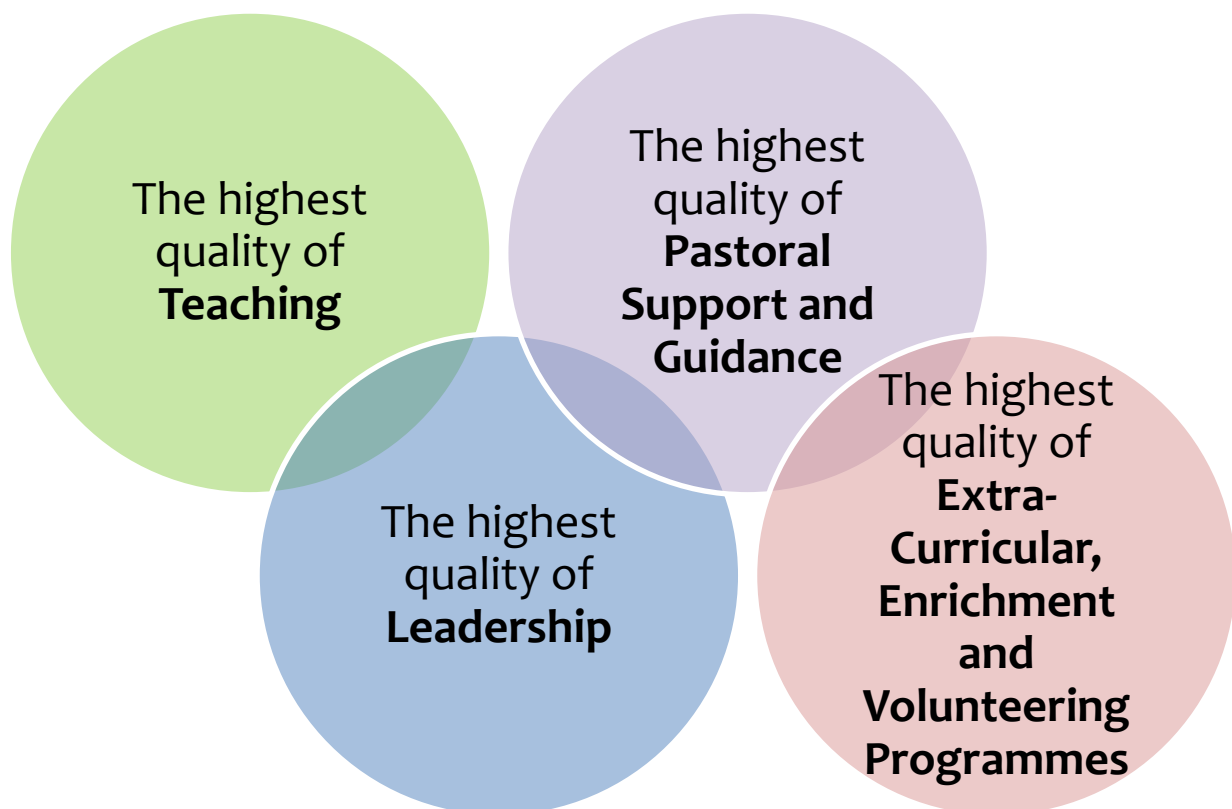 The highest
quality of
Teaching
The highest
quality of
Pastoral
Support and
Guidance
The highest
quality of
Leadership
The highest
quality of
Extra-
Curricular,
Enrichment
and
Volunteering
Programmes